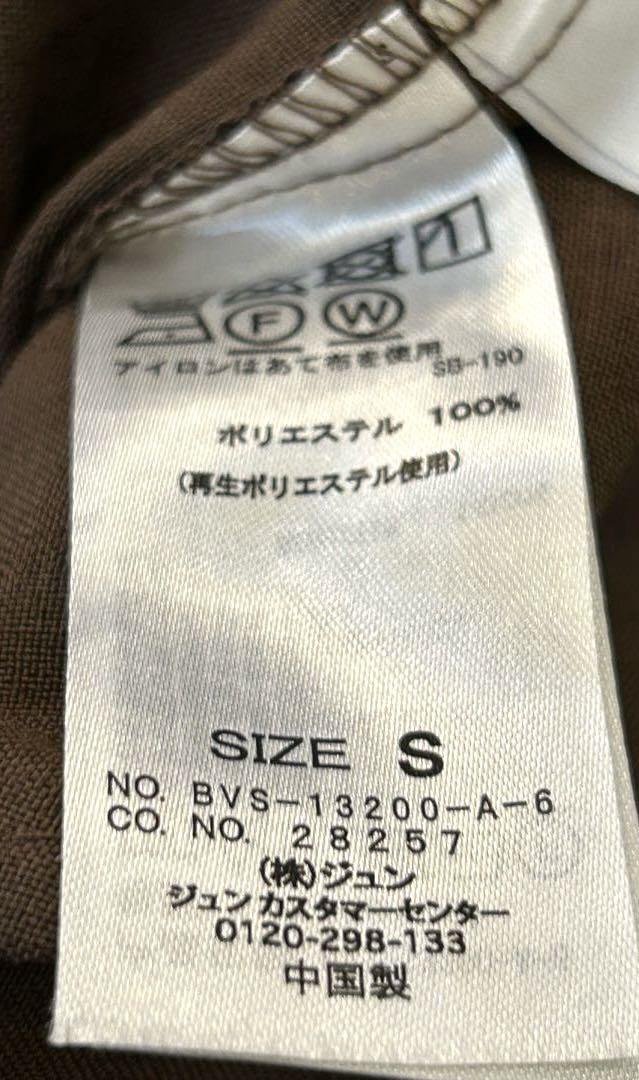 F W
アイロンはあて布を使用
SB-190
ポリエステル 100%
(再生ポリエステル使用)
SIZE S
NO. BVS-13200-A-6
CO. NO. 28257
(株)ジュン
ジュン カスタマーセンター
0120-298-133
中国製